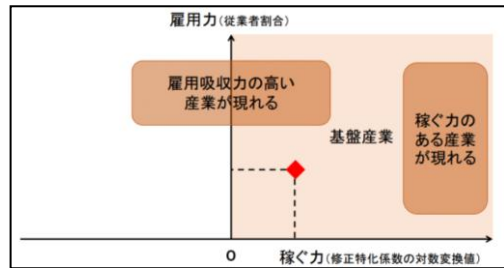 雇用力(従業者割合)
雇用吸収力の高い
産業が現れる
基盤産業
稼ぐ力の
ある産業
が現れる
0
稼ぐ力(修正特化係数の対数変換値)